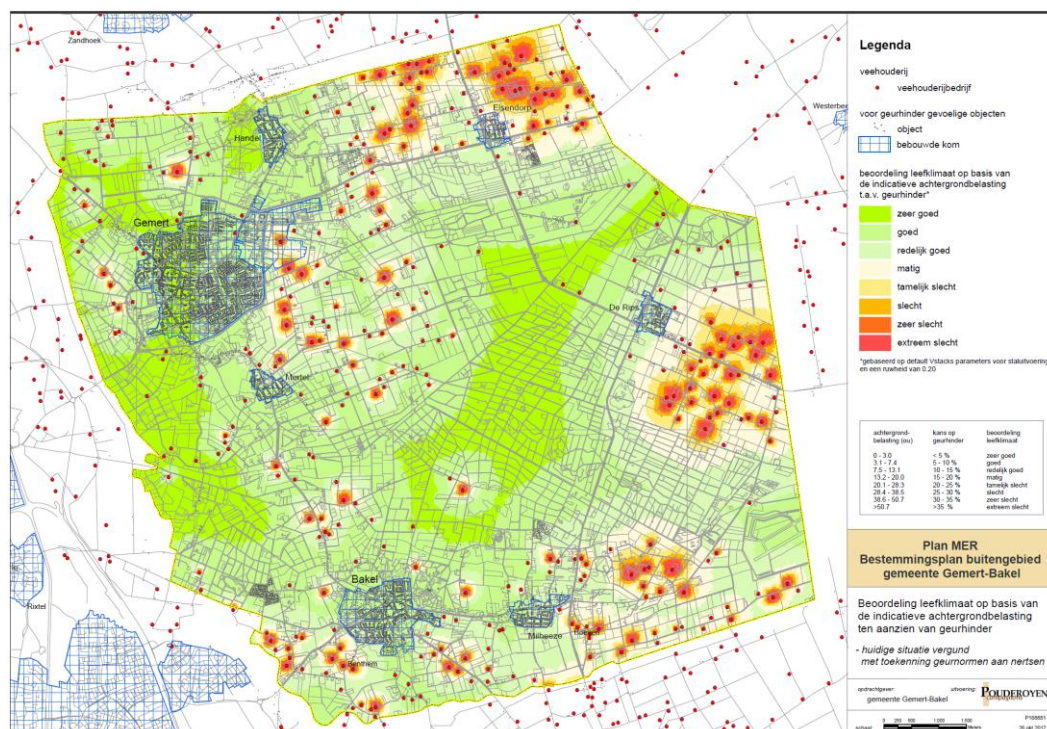 Zandhoek
Elsendorp
Handel
Gemert
De Rips
Mortel
Bakel
Rixtel
Milheeze
Benthem
Legenda
veehouderij
veehouderijbedrijf
voor geurhinder gevoelige objecten
object
bebouwde kom
beoordeling leefklimaat op basis van
de indicatieve achtergrondbelasting
t.a.v. geurhinder*
zeer goed
goed
redelijk goed
matig
tamelijk slecht
slecht
zeer slecht
extreem slecht
*gebaseerd op default Vstacks parameters voor staluitvoering
en een ruwheid van 0.20
achtergrond- kans op beoordeling
belasting (ou) geurhinder leefklimaat
0 - 3.0 < 5 % zeer goed
3.1 - 7.4 5 - 10 % goed
7.5 - 13.1 10 - 15 % redelijk goed
13.2 - 20.0 15 - 20 % matig
20.1 - 28.3 20 - 25 % tamelijk slecht
28.4 - 38.5 25 - 30 % slecht
38.6 - 50.7 30 - 35 % zeer slecht
>50.7 >35 % extreem slecht
Plan MER
Bestemmingsplan buitengebied
gemeente Gemert-Bakel
Beoordeling leefklimaat op basis van
de indicatieve achtergrondbelasting
ten aanzien van geurhinder
- huidige situatie vergund
met toekenning geurnormen aan nertsen
opdrachtgever: uitvoering: POUDEROYEN
gemeente Gemert-Bakel